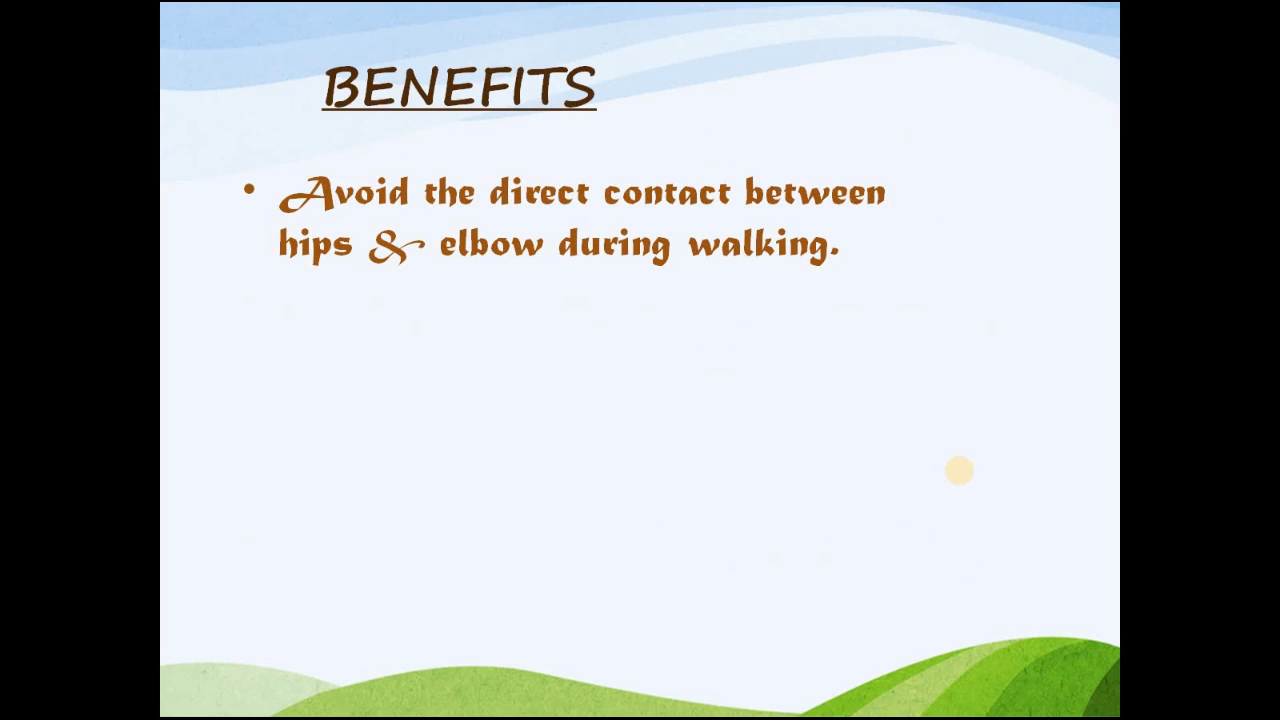 BENEFITS
• Avoid the direct contact between
hips & elbow during walking.